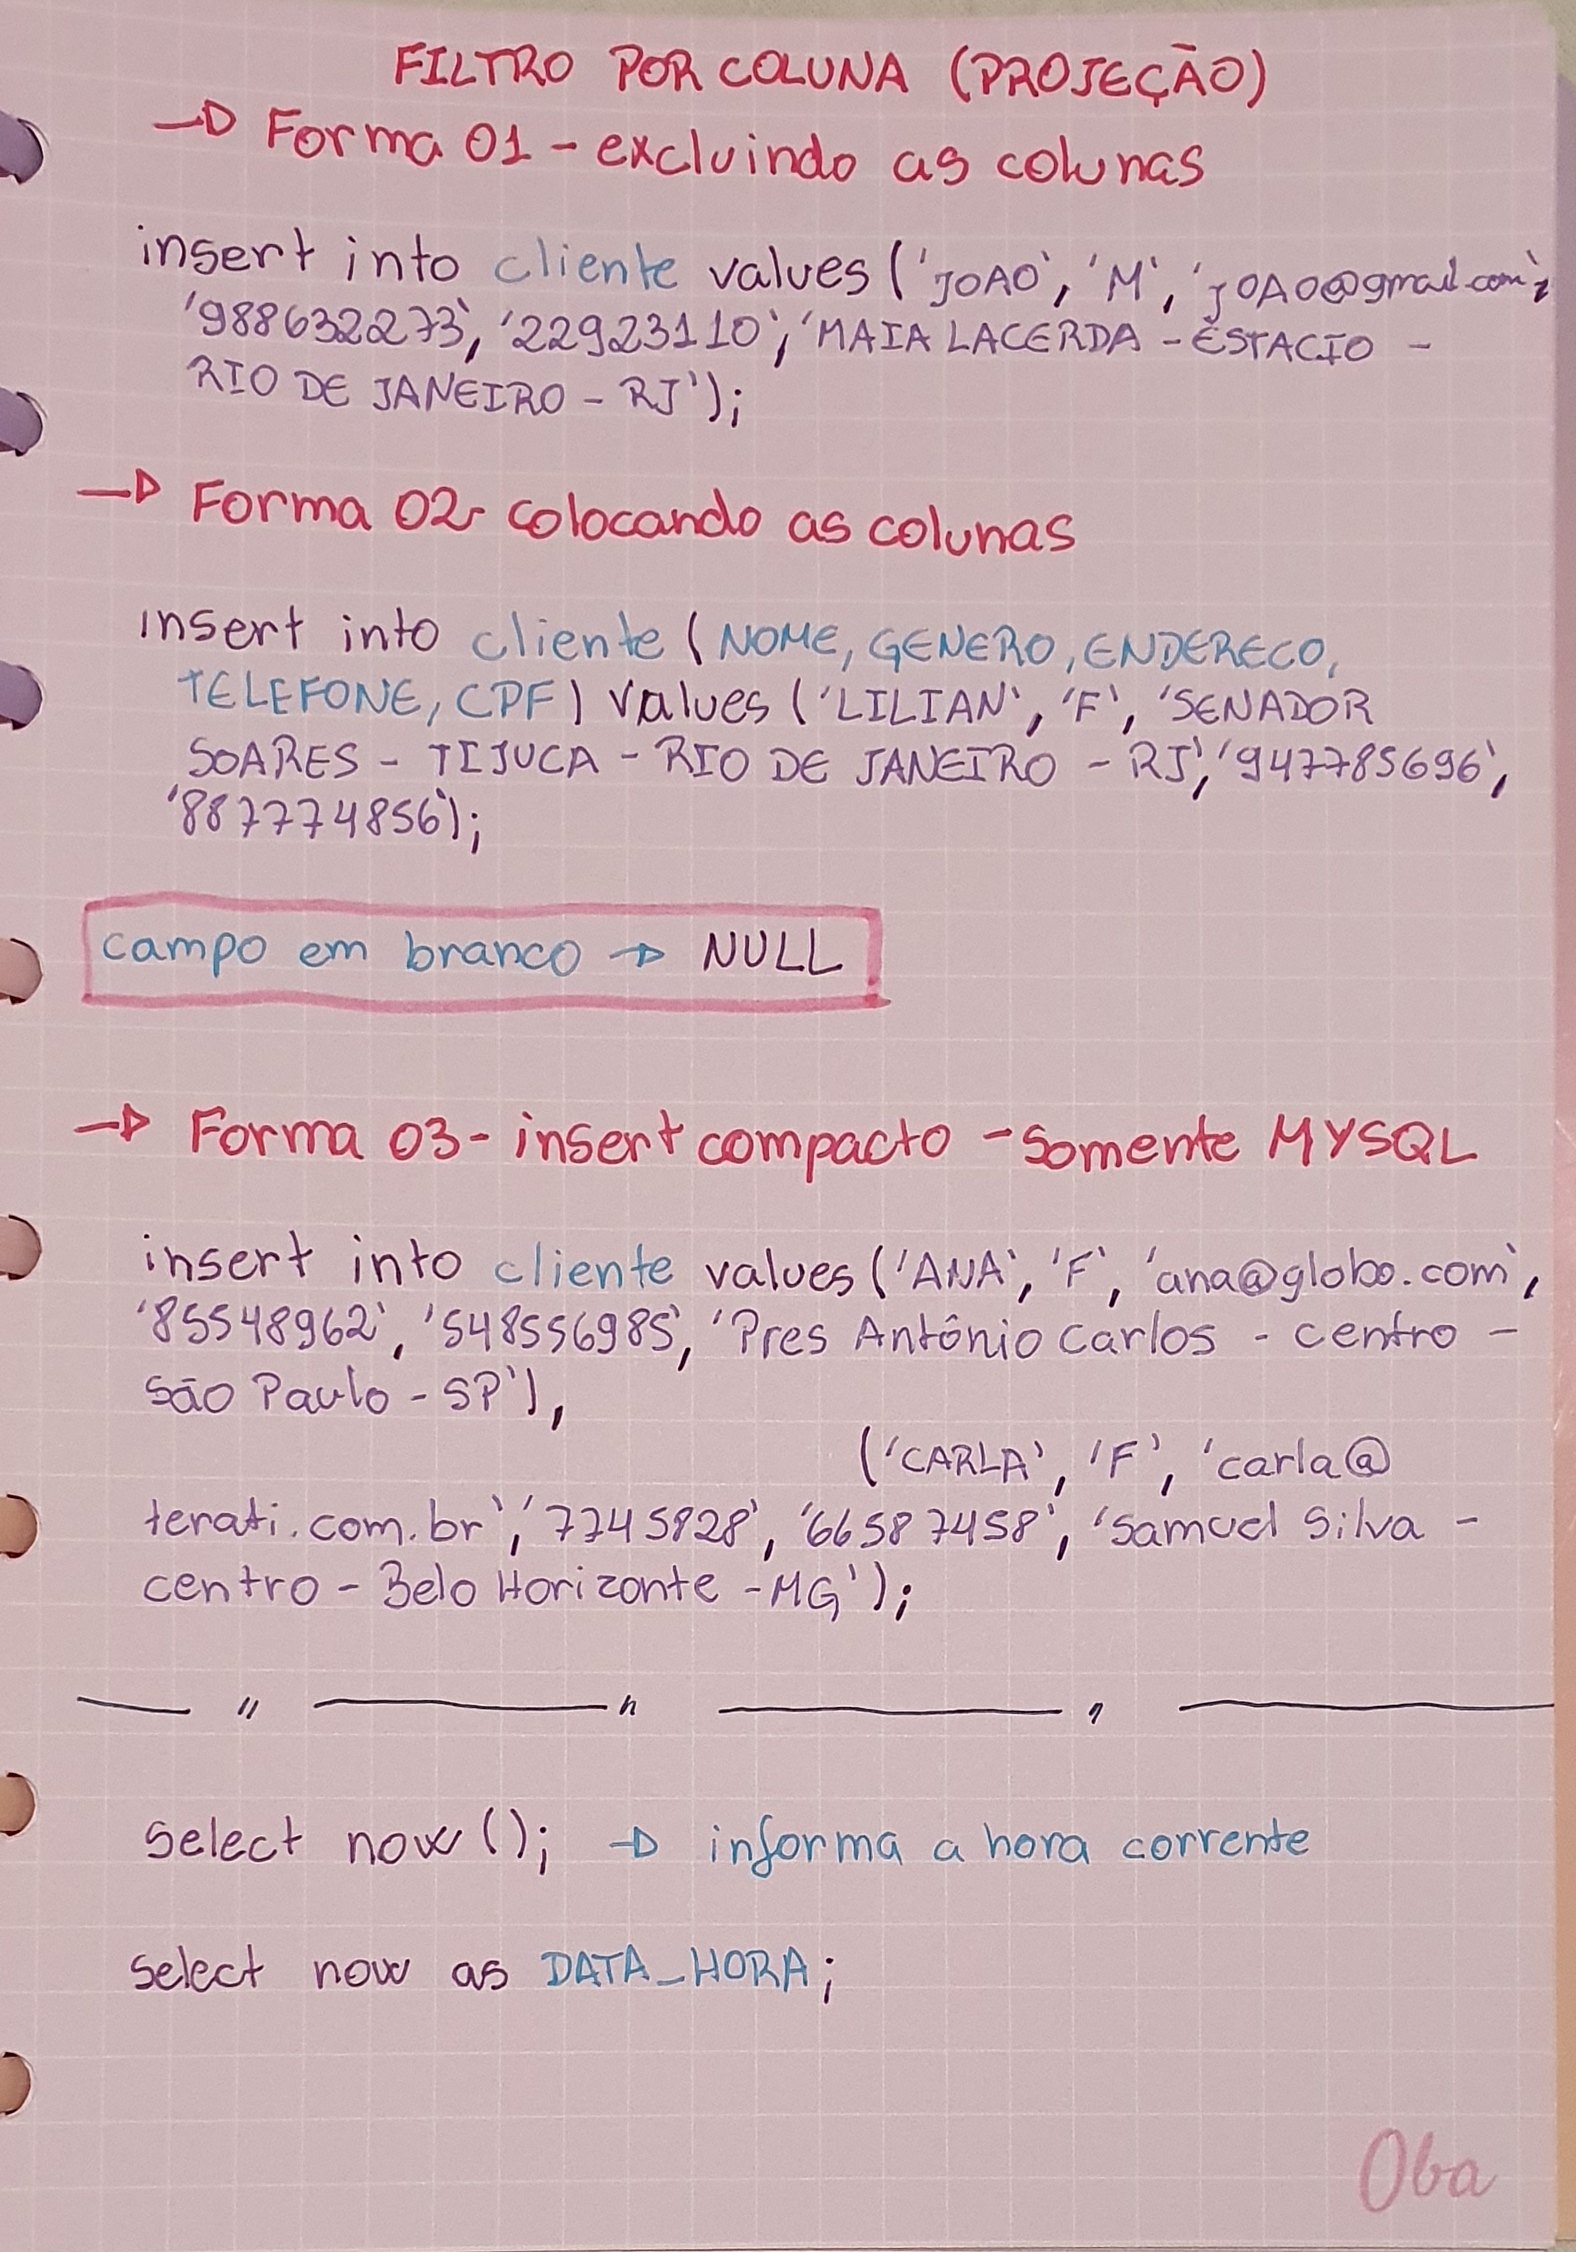 FILTRO POR COLUNA (PROJEÇÃO)
→ Forma 01 - excluindo as colunas
insert into cliente values ('JOAO', 'M', 'JOAO@gmail.com',
'988632273', '22923110', 'MAIA LACERDA - ESTACIO -
RIO DE JANEIRO - RJ');
→ Forma 02 - colocando as colunas
insert into cliente (NOME, GENERO, ENDERECO,
TELEFONE, CPF) values ('LILIAN', 'F', 'SENADOR
SOARES - TIJUCA - RIO DE JANEIRO - RJ', '947785696',
'887774856');
campo em branco → NULL
→ Forma 03 - insert compacto - somente MYSQL
insert into cliente values ('ANA', 'F', 'ana@globo.com',
'85548962', '548556985', 'Pres Antônio Carlos - centro -
São Paulo - SP'),
('CARLA', 'F', 'carla@
terati.com.br', '7745828', '66587458', 'Samuel Silva -
centro - Belo Horizonte - MG');
— " — " — " —
Select now(); → informa a hora corrente
Select now as DATA_HORA;
Oba